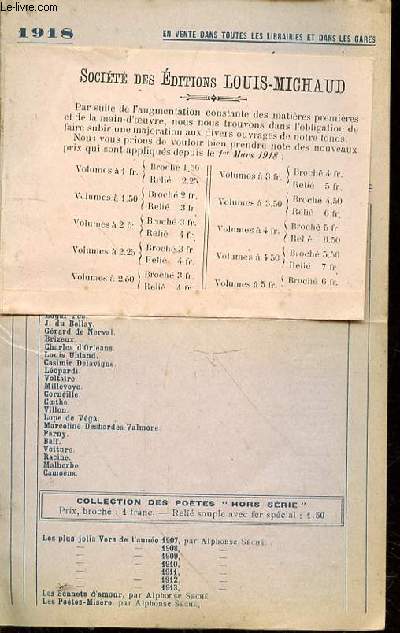 Le-livre.com
1918
EN VENTE DANS TOUTES LES LIBRAIRIES ET DANS LES GARES
SOCIÉTÉ DES ÉDITIONS LOUIS-MICHAUD
Par suite de l'augmentation constante des matières premières
et de la main-d'œuvre, nous nous trouvons dans l'obligation de
faire subir une majoration aux divers ouvrages de notre fonds.
Nous vous prions de vouloir bien prendre note des nouveaux
prix qui sont appliqués depuis le 1er Mars 1918 :
Volumes à 1 fr. { Broché 1,50
Relié 2.25
Volumes à 1.50 { Broché 2 fr.
Relié 3 fr.
Volumes à 2 fr { Broché 3 fr.
Relié 4 fr.
Volumes à 2.25 { Broché 3 fr
Relié 4 fr.
Volumes à 2.50 { Broché 3 fr.
Relié 4 fr.
Volumes à 3 fr. { Broché 4 fr.
Relié 5 fr.
Volumes à 3.50 { Broché 4,50
Relié 6 fr.
Volumes à 4 fr. { Broché 5 fr.
Relié 6.50
Volumes à 4 50 { Broché 5,50
Relié 7 fr.
Volumes à 5 fr. { Broché 6 fr.
J. du Bellay.
Gérard de Nerval.
Brizeux.
Charles d'Orléans.
Louis Uhland.
Casimir Delavigne.
Léopardi.
Voltaire
Millevoye.
Corneille.
Gœthe.
Villon.
Lope de Véga.
Marceline Desbordes Valmore.
Parny.
Baïf.
Voiture.
Racine.
Malherbe
Camoens.
COLLECTION DES POÈTES "HORS SÉRIE"
Prix, broché : 1 franc. — Relié souple avec fer spécial : 1.50
Les plus jolis Vers de l'année 1907, par Alphonse SÉCHÉ.
— — 1908, —
— — 1909, —
— — 1910, —
— — 1911, —
— — 1912, —
— — 1913, —
Les Sonnets d'amour, par Alphonse SÉCHÉ
Les Poètes-Misère, par Alphonse SÉCHÉ,